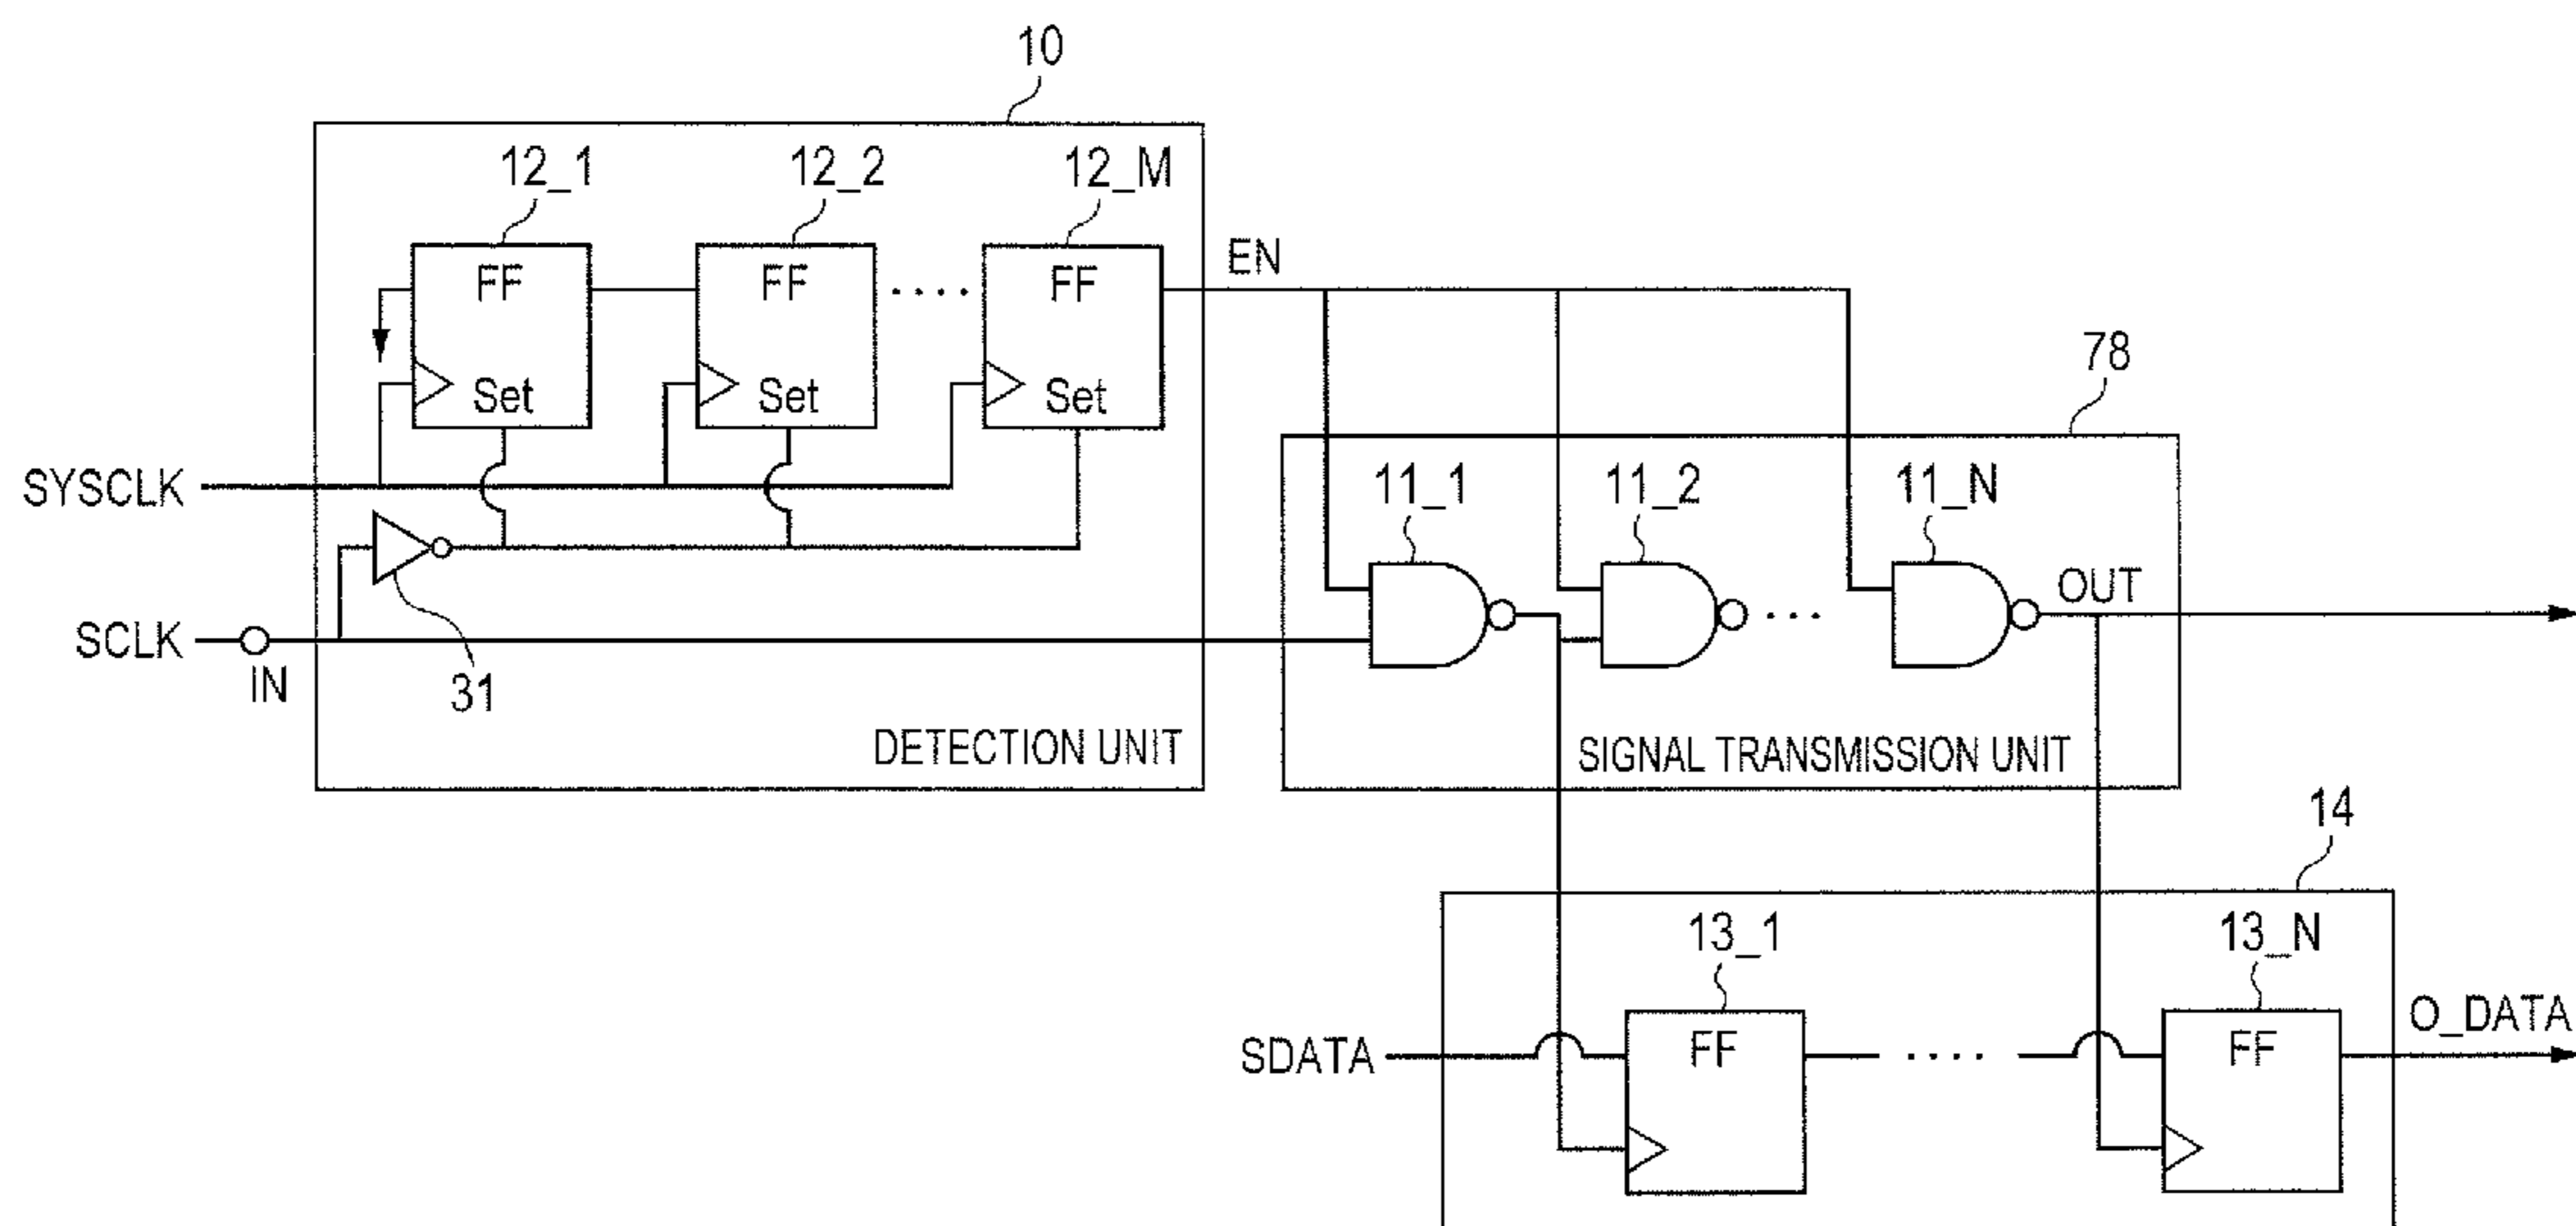 10
12_1
12_2
12_M
FF
FF
....
FF
EN
Set
Set
Set
78
SYSCLK
11_1
11_2
11_N
OUT
...
SCLK
IN
31
DETECTION UNIT
SIGNAL TRANSMISSION UNIT
14
13_1
13_N
SDATA
FF
....
FF
O_DATA